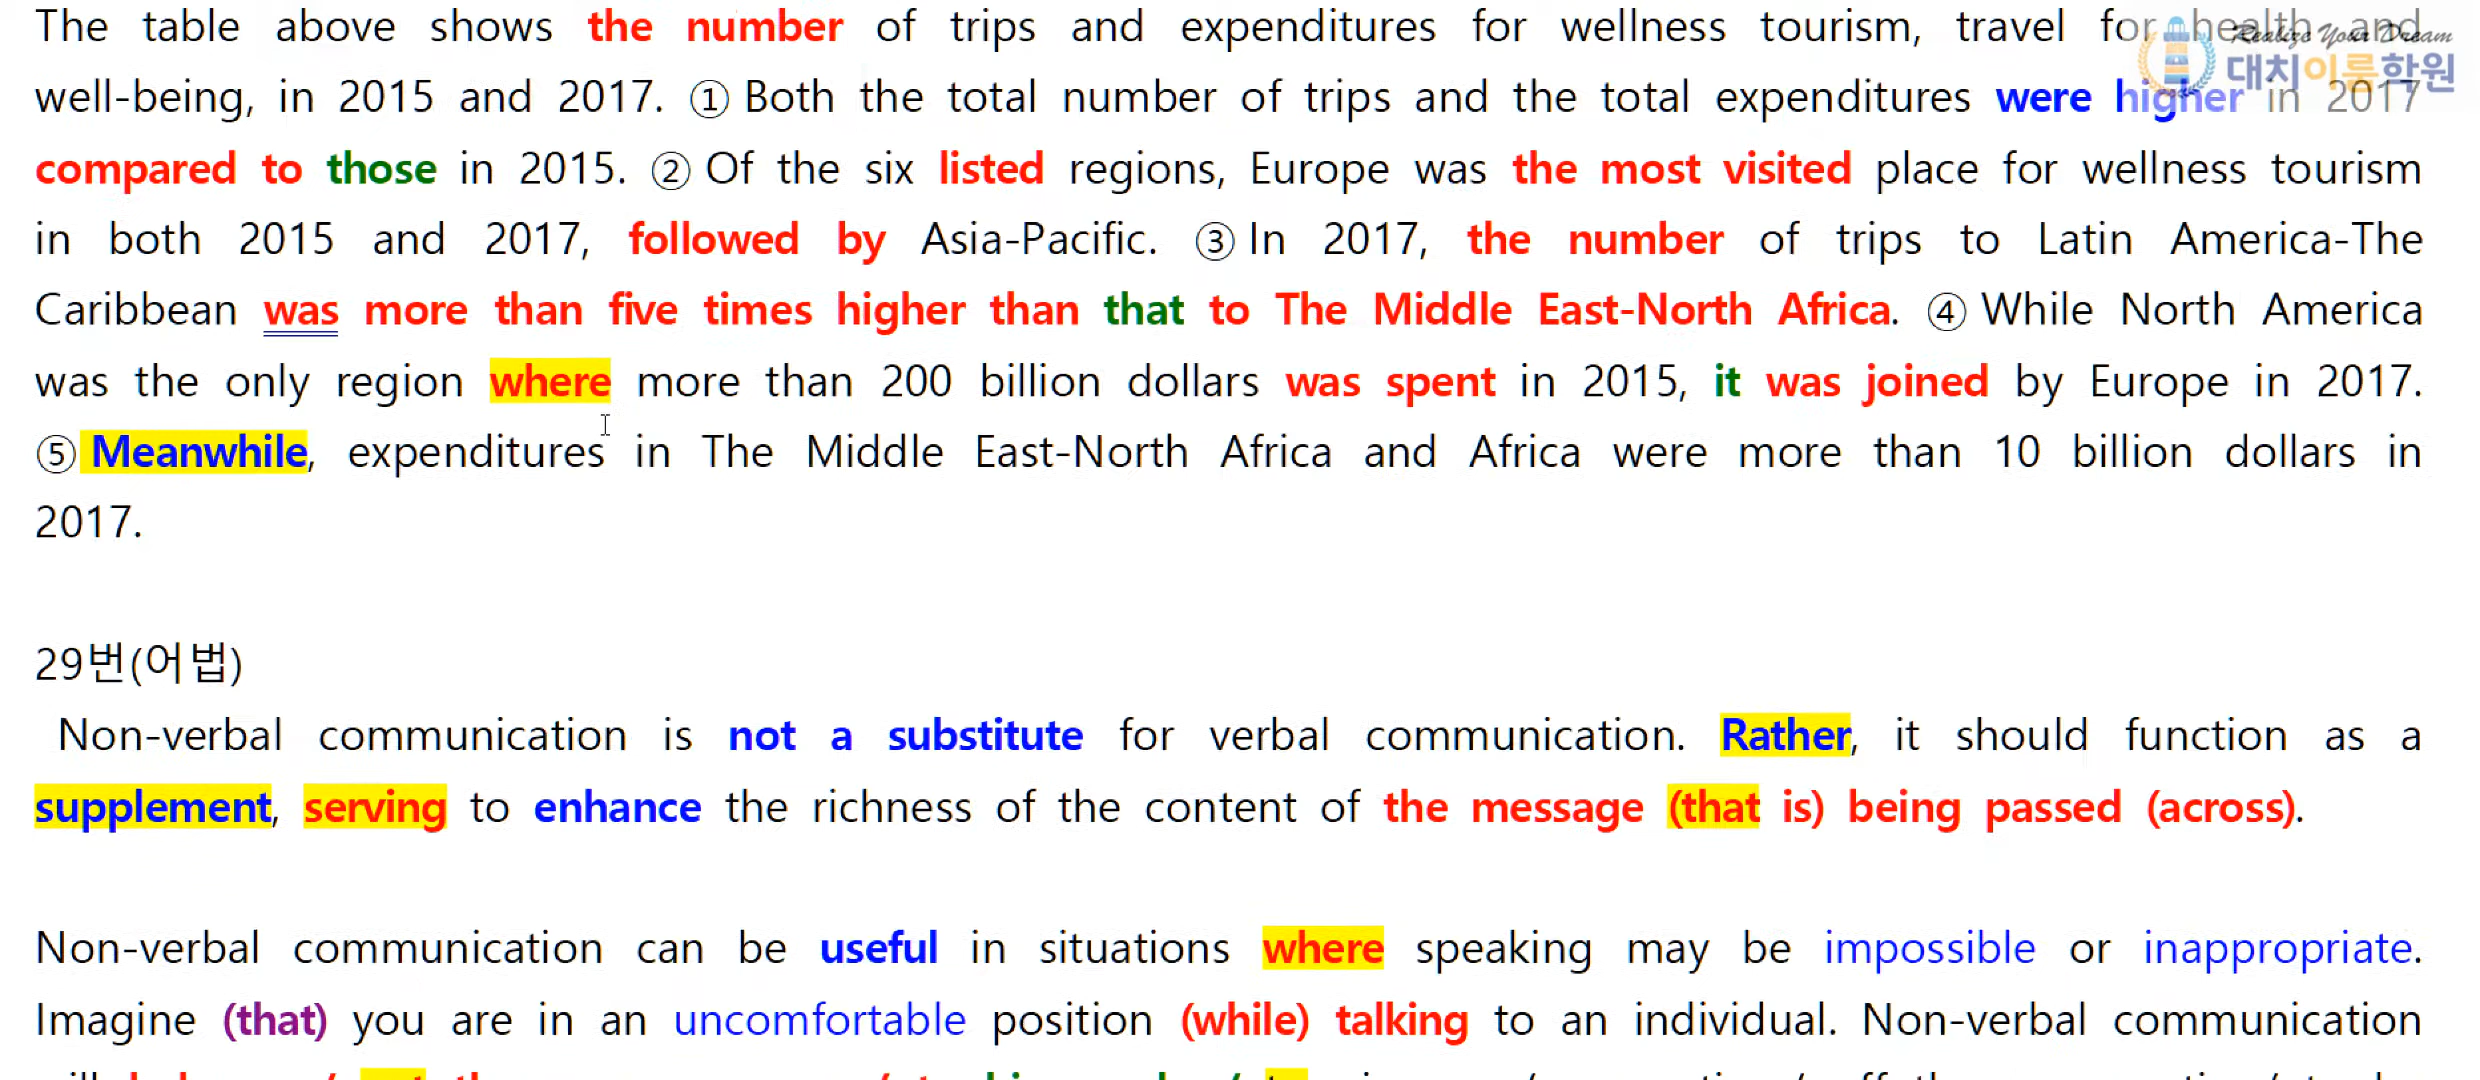 The table above shows the number of trips and expenditures for wellness tourism, travel for health and
Realize Your Dream
대치이룸학원
well-being, in 2015 and 2017. ① Both the total number of trips and the total expenditures were higher in 2017
compared to those in 2015. ② Of the six listed regions, Europe was the most visited place for wellness tourism
in both 2015 and 2017, followed by Asia-Pacific. ③ In 2017, the number of trips to Latin America-The
Caribbean was more than five times higher than that to The Middle East-North Africa. ④ While North America
was the only region where more than 200 billion dollars was spent in 2015, it was joined by Europe in 2017.
⑤ Meanwhile, expenditures in The Middle East-North Africa and Africa were more than 10 billion dollars in
2017.
29번(어법)
Non-verbal communication is not a substitute for verbal communication. Rather, it should function as a
supplement, serving to enhance the richness of the content of the message (that is) being passed (across).
Non-verbal communication can be useful in situations where speaking may be impossible or inappropriate.
Imagine (that) you are in an uncomfortable position (while) talking to an individual. Non-verbal communication